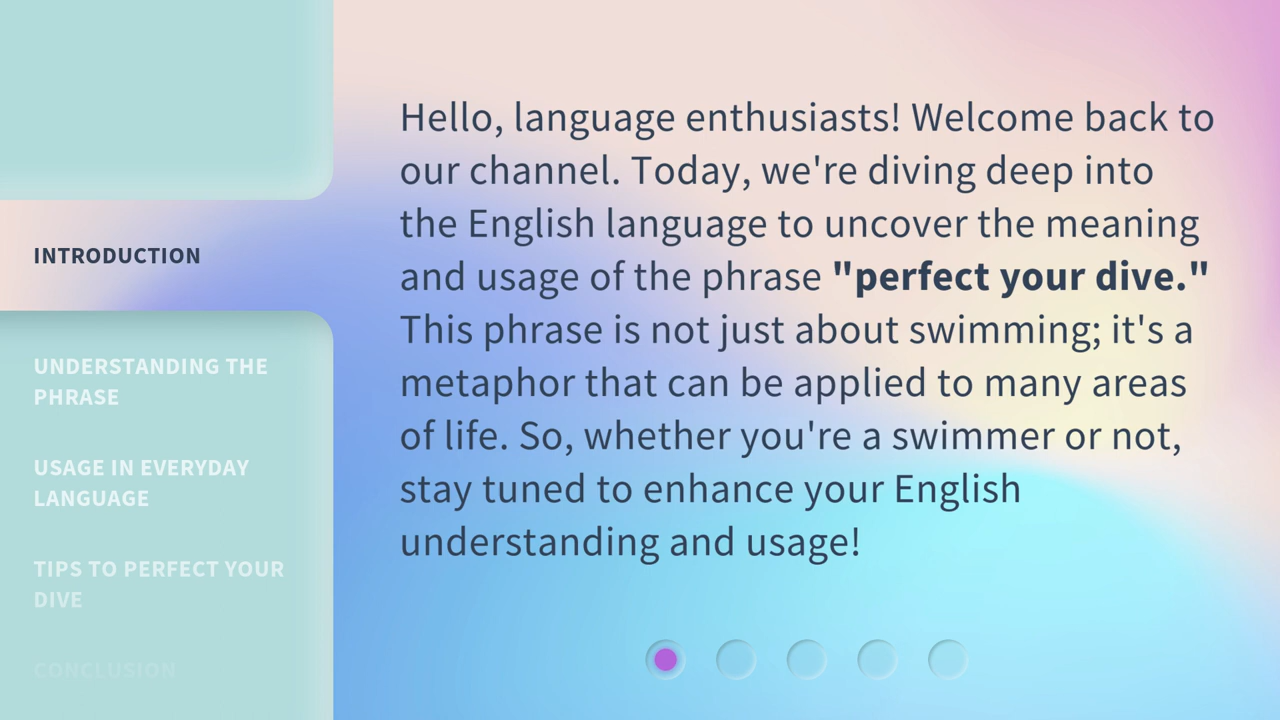 INTRODUCTION
UNDERSTANDING THE
PHRASE
USAGE IN EVERYDAY
LANGUAGE
TIPS TO PERFECT YOUR
DIVE
CONCLUSION
Hello, language enthusiasts! Welcome back to
our channel. Today, we're diving deep into
the English language to uncover the meaning
and usage of the phrase "perfect your dive."
This phrase is not just about swimming; it's a
metaphor that can be applied to many areas
of life. So, whether you're a swimmer or not,
stay tuned to enhance your English
understanding and usage!